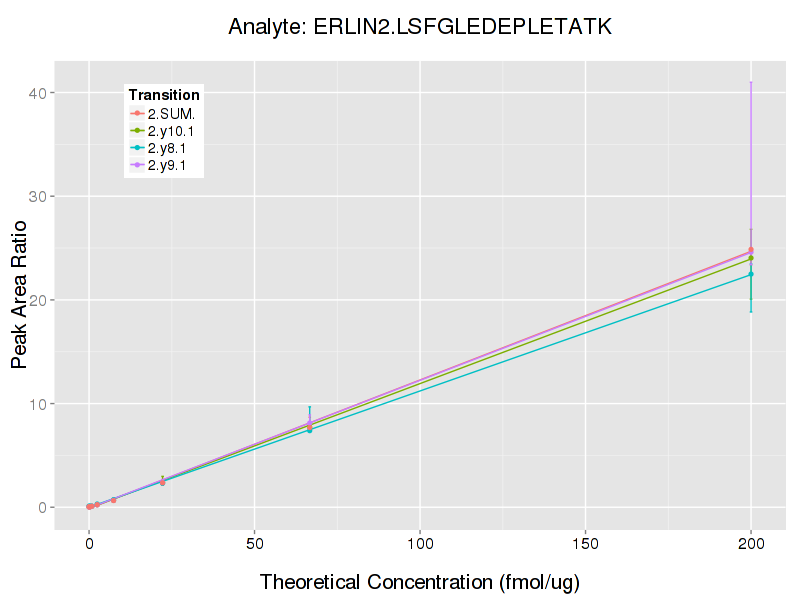 Analyte: ERLIN2.LSFGLEDEPLETATK
Transition
2.SUM.
2.y10.1
2.y8.1
2.y9.1
40
30
20
10
0
Peak Area Ratio
0 50 100 150 200
Theoretical Concentration (fmol/ug)